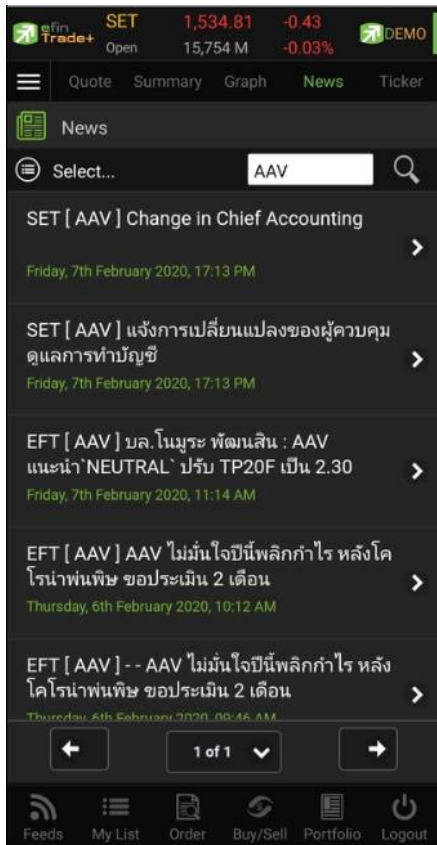 efin
Trade+
SET 1,534.81 -0.43
Open 15,754 M -0.03%
DEMO
Quote Summary Graph News Ticker
News
Select... AAV
SET [ AAV ] Change in Chief Accounting
Friday, 7th February 2020, 17:13 PM
SET [ AAV ] แจ้งการเปลี่ยนแปลงของผู้ควบคุม
ดูแลการทำบัญชี
Friday, 7th February 2020, 17:13 PM
EFT [ AAV ] บล.โนมูระ พัฒนสิน : AAV
แนะนำ`NEUTRAL` ปรับ TP20F เป็น 2.30
Friday, 7th February 2020, 11:14 AM
EFT [ AAV ] AAV ไม่มั่นใจปีนี้พลิกกำไร หลังโค
โรน่าพ่นพิษ ขอประเมิน 2 เดือน
Thursday, 6th February 2020, 10:12 AM
EFT [ AAV ] - - AAV ไม่มั่นใจปีนี้พลิกกำไร หลัง
โคโรน่าพ่นพิษ ขอประเมิน 2 เดือน
Thursday, 6th February 2020, 09:46 AM
1 of 1
Feeds My List Order Buy/Sell Portfolio Logout